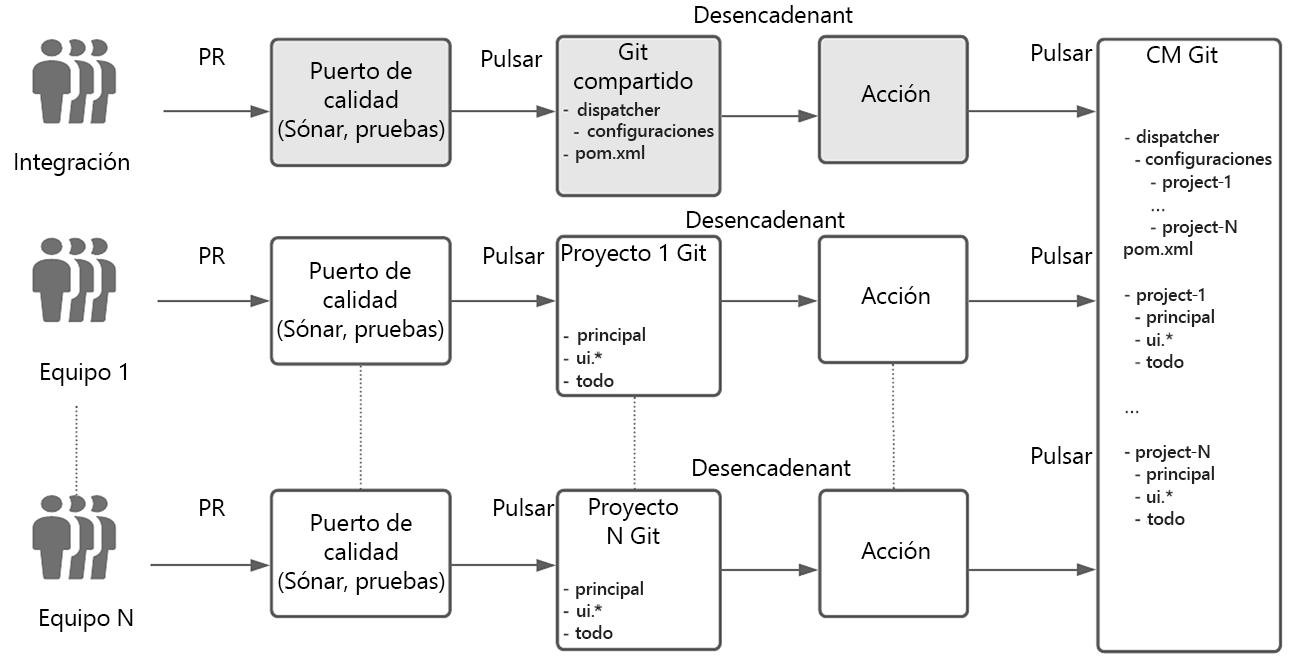 Integración
PR
Puerto de
calidad
(Sónar, pruebas)
Pulsar
Git
compartido
- dispatcher
- configuraciones
- pom.xml
Desencadenant
Acción
Pulsar
CM Git
- dispatcher
- configuraciones
- project-1
...
- project-N
pom.xml
- project-1
- principal
- ui.*
- todo
...
- project-N
- principal
- ui.*
- todo
Equipo 1
PR
Puerto de
calidad
(Sónar, pruebas)
Pulsar
Proyecto 1 Git
- principal
- ui.*
- todo
Desencadenant
Acción
Pulsar
Equipo N
PR
Puerto de
calidad
(Sónar, pruebas)
Pulsar
Proyecto
N Git
- principal
- ui.*
- todo
Desencadenant
Acción
Pulsar